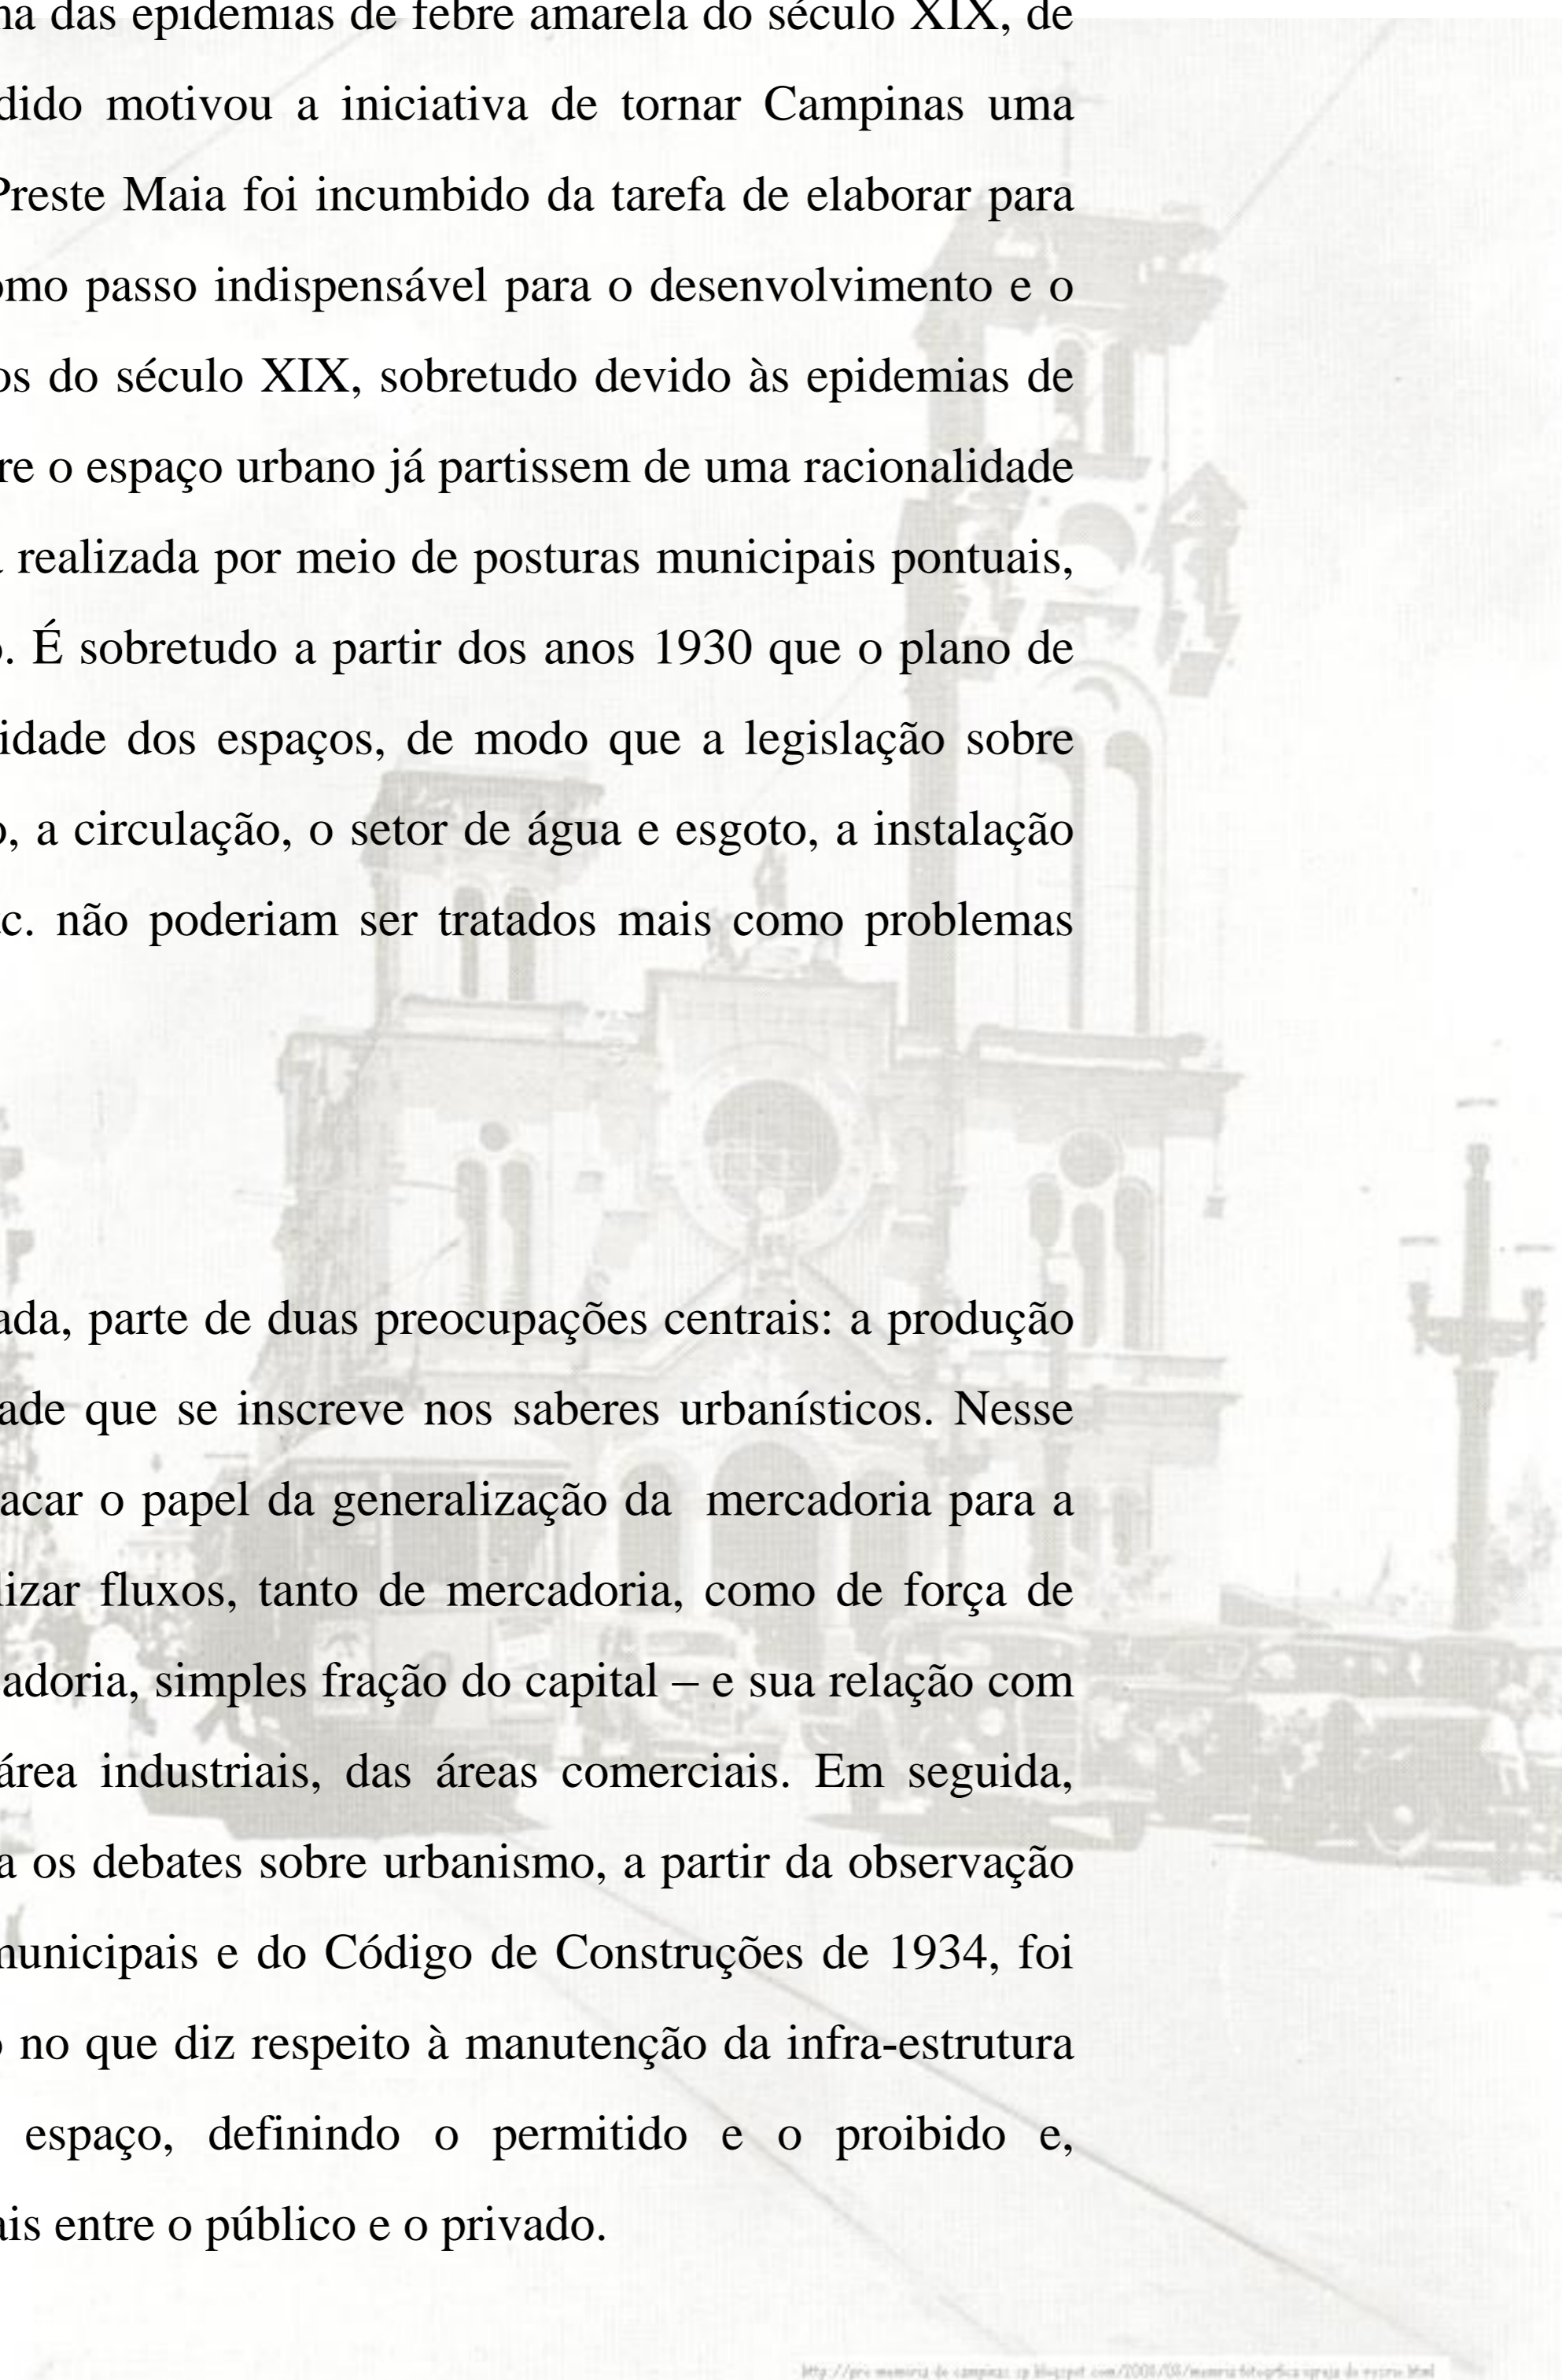 das epidemias de febre amarela do século XIX, de
motivou a iniciativa de tornar Campinas uma
Preste Maia foi incumbido da tarefa de elaborar para
omo passo indispensável para o desenvolvimento e o
os do século XIX, sobretudo devido às epidemias de
re o espaço urbano já partissem de uma racionalidade
realizada por meio de posturas municipais pontuais,
o. É sobretudo a partir dos anos 1930 que o plano de
idade dos espaços, de modo que a legislação sobre
o, a circulação, o setor de água e esgoto, a instalação
c. não poderiam ser tratados mais como problemas
ada, parte de duas preocupações centrais: a produção
ade que se inscreve nos saberes urbanísticos. Nesse
acar o papel da generalização da mercadoria para a
lizar fluxos, tanto de mercadoria, como de força de
adoria, simples fração do capital – e sua relação com
área industriais, das áreas comerciais. Em seguida,
a os debates sobre urbanismo, a partir da observação
municipais e do Código de Construções de 1934, foi
o no que diz respeito à manutenção da infra-estrutura
espaço, definindo o permitido e o proibido e,
ais entre o público e o privado.